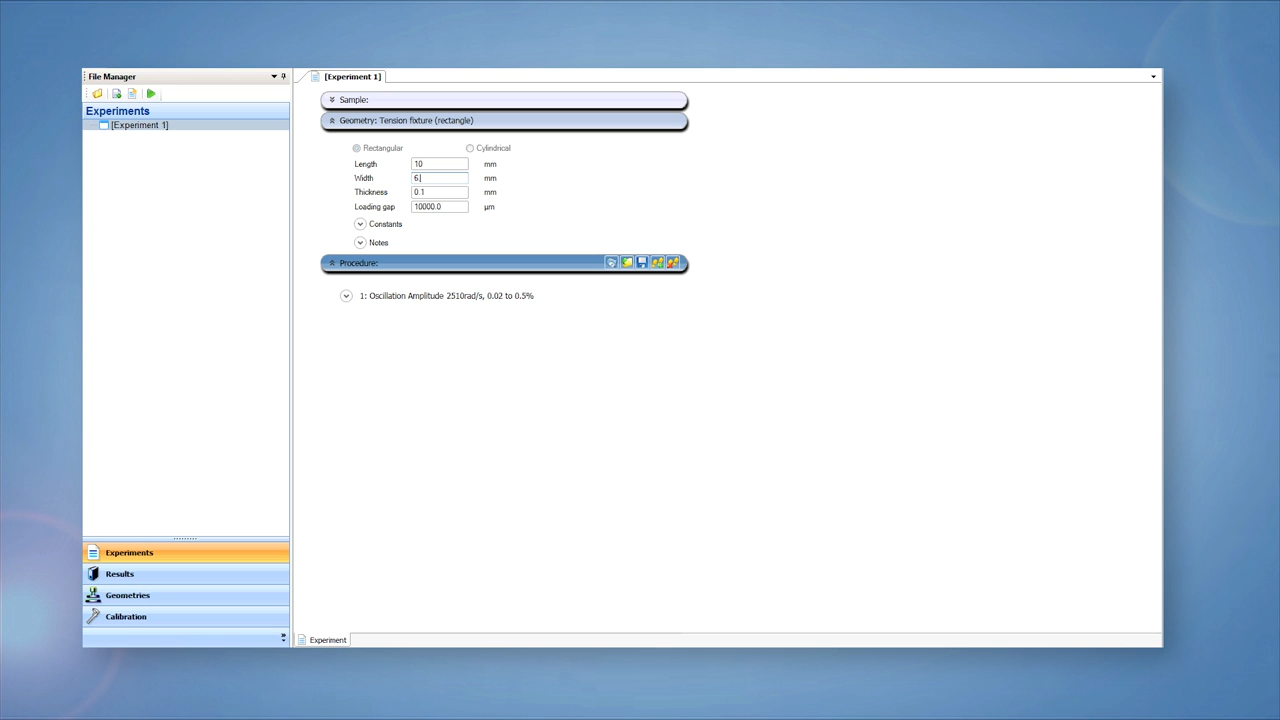 File Manager
Experiments
[Experiment 1]
[Experiment 1]
Sample:
Geometry: Tension fixture (rectangle)
Rectangular Cylindrical
Length 10 mm
Width 6. mm
Thickness 0.1 mm
Loading gap 10000.0 µm
Constants
Notes
Procedure:
1: Oscillation Amplitude 2510rad/s, 0.02 to 0.5%
Experiments
Results
Geometries
Calibration
Experiment